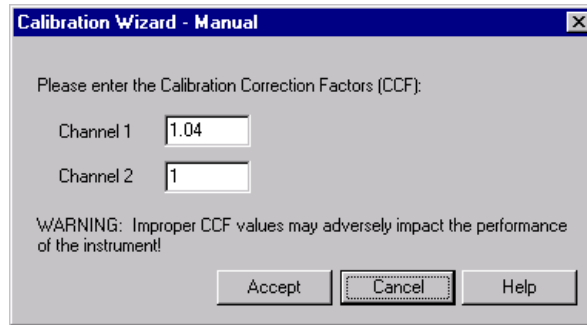 Calibration Wizard - Manual
Please enter the Calibration Correction Factors (CCF):
Channel 1 1.04
Channel 2 1
WARNING: Improper CCF values may adversely impact the performance
of the instrument!
Accept Cancel Help